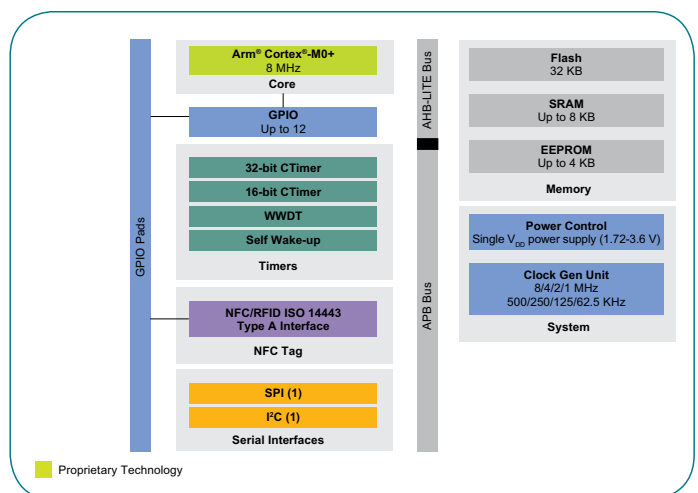 Arm® Cortex®-M0+
8 MHz
Core
GPIO
Up to 12
32-bit CTimer
16-bit CTimer
WWDT
Self Wake-up
Timers
NFC/RFID ISO 14443
Type A Interface
NFC Tag
SPI (1)
I²C (1)
Serial Interfaces
GPIO Pads
AHB-LITE Bus
APB Bus
Flash
32 KB
SRAM
Up to 8 KB
EEPROM
Up to 4 KB
Memory
Power Control
Single VDD power supply (1.72-3.6 V)
Clock Gen Unit
8/4/2/1 MHz
500/250/125/62.5 KHz
System
Proprietary Technology